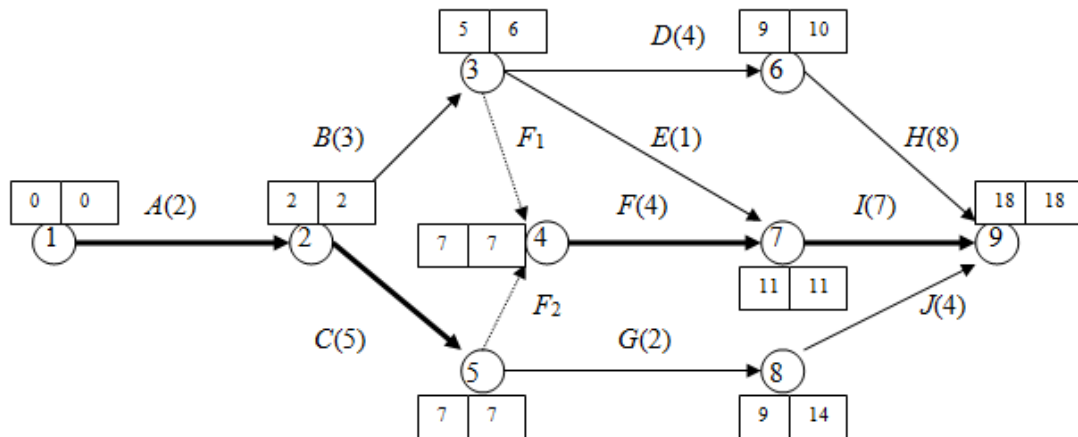 5 6
D(4)
9 10
3
6
B(3)
F1
E(1)
H(8)
0 0
A(2)
2 2
F(4)
I(7)
18 18
1
2
7 7
4
7
9
11 11
C(5)
F2
G(2)
J(4)
5
8
7 7
9 14